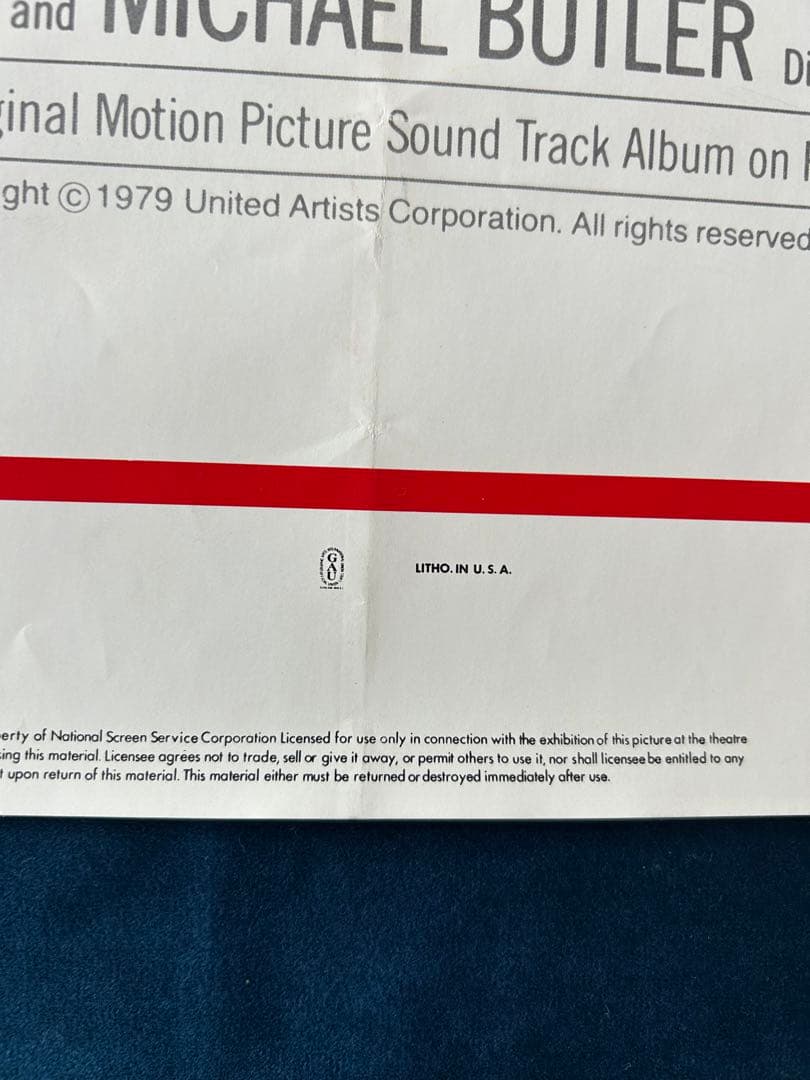 and MICHAEL BUTLER Di
ginal Motion Picture Sound Track Album on
ght ©1979 United Artists Corporation. All rights reserved
GAU
LITHO. IN U. S. A.
erty of National Screen Service Corporation Licensed for use only in connection with the exhibition of this picture at the theatre
ing this material. Licensee agrees not to trade, sell or give it away, or permit others to use it, nor shall licensee be entitled to any
t upon return of this material. This material either must be returned or destroyed immediately after use.